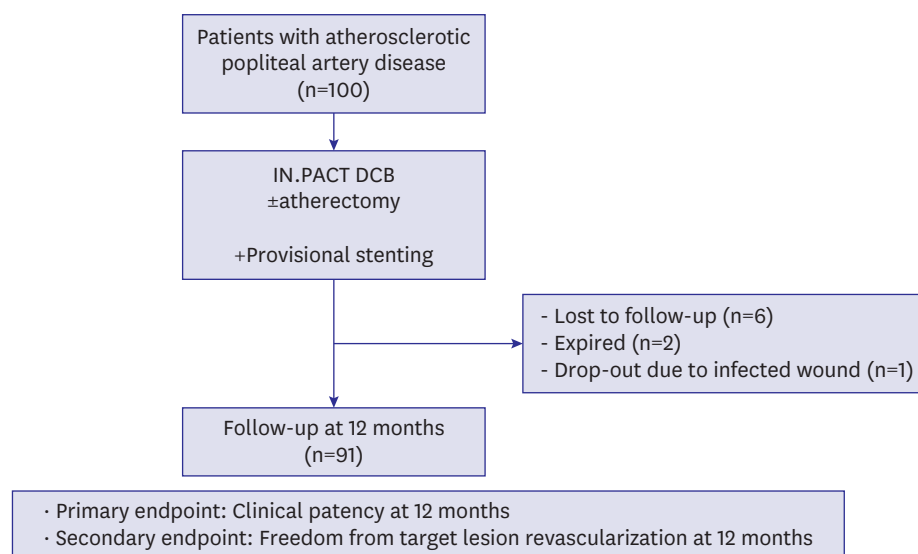 Patients with atherosclerotic
popliteal artery disease
(n=100)
IN.PACT DCB
±atherectomy
+Provisional stenting
- Lost to follow-up (n=6)
- Expired (n=2)
- Drop-out due to infected wound (n=1)
Follow-up at 12 months
(n=91)
· Primary endpoint: Clinical patency at 12 months
· Secondary endpoint: Freedom from target lesion revascularization at 12 months